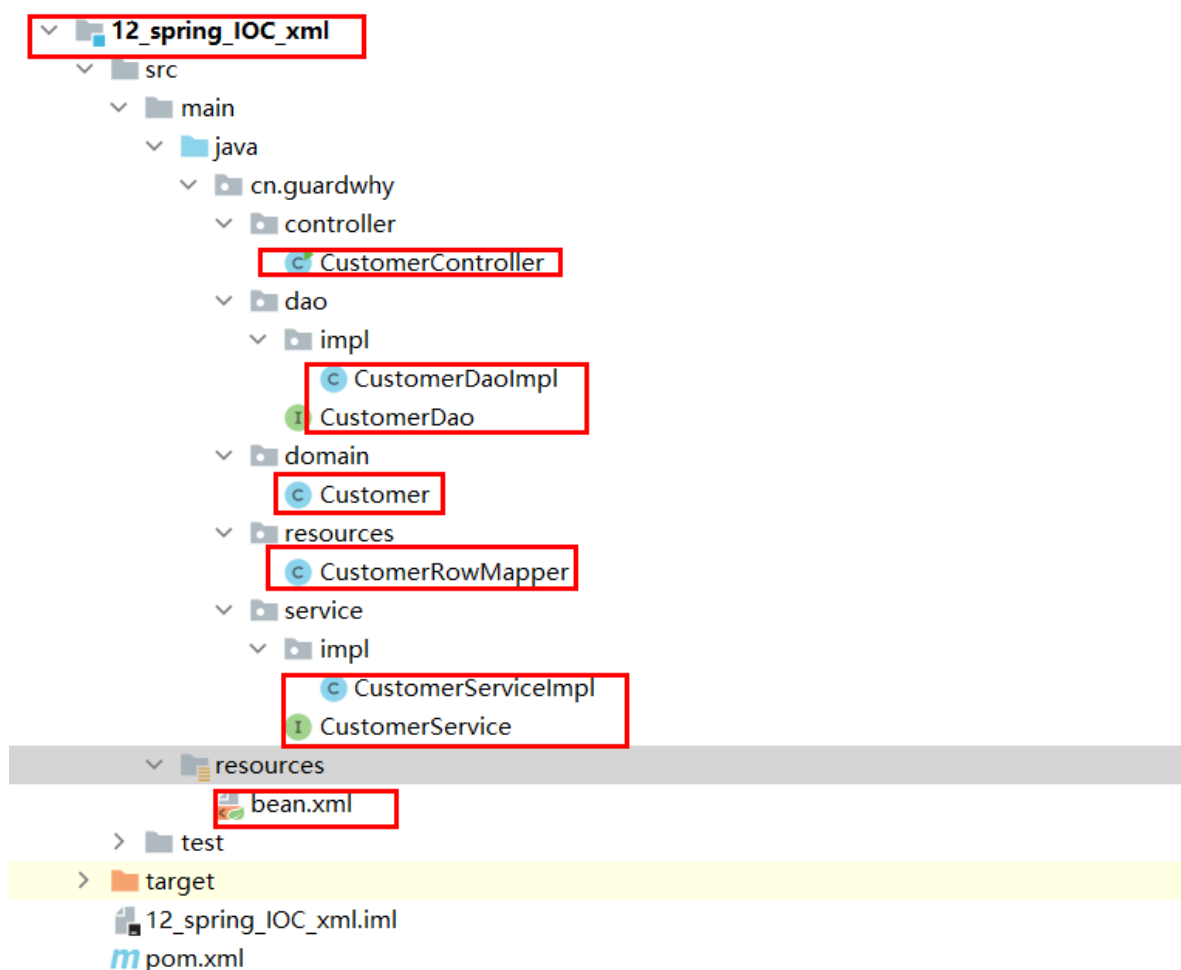 12_spring_IOC_xml
src
main
java
cn.guardwhy
controller
C CustomerController
dao
impl
C CustomerDaoImpl
I CustomerDao
domain
C Customer
resources
C CustomerRowMapper
service
impl
C CustomerServiceImpl
I CustomerService
resources
bean.xml
test
target
12_spring_IOC_xml.iml
m pom.xml